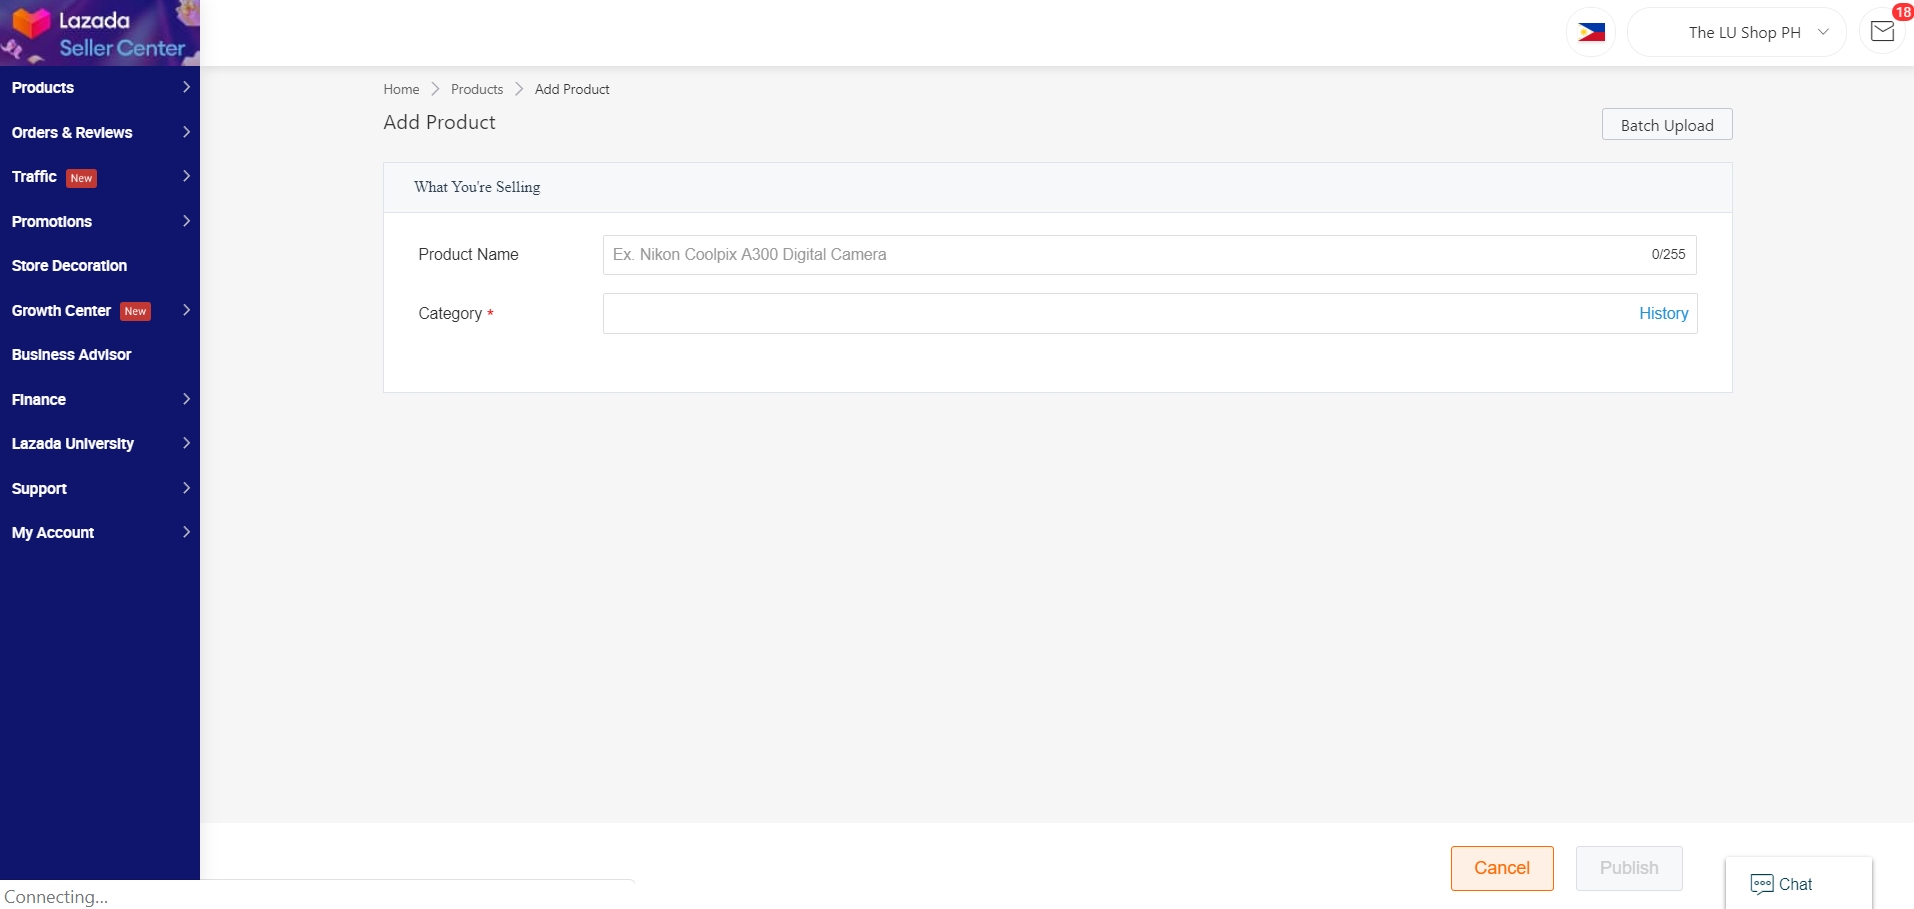 Lazada
Seller Center
The LU Shop PH
18
Products
Orders & Reviews
Traffic New
Promotions
Store Decoration
Growth Center New
Business Advisor
Finance
Lazada University
Support
My Account
Home Products Add Product
Add Product
Batch Upload
What You're Selling
Product Name
Ex. Nikon Coolpix A300 Digital Camera
0/255
Category *
History
Cancel
Publish
Chat
Connecting...